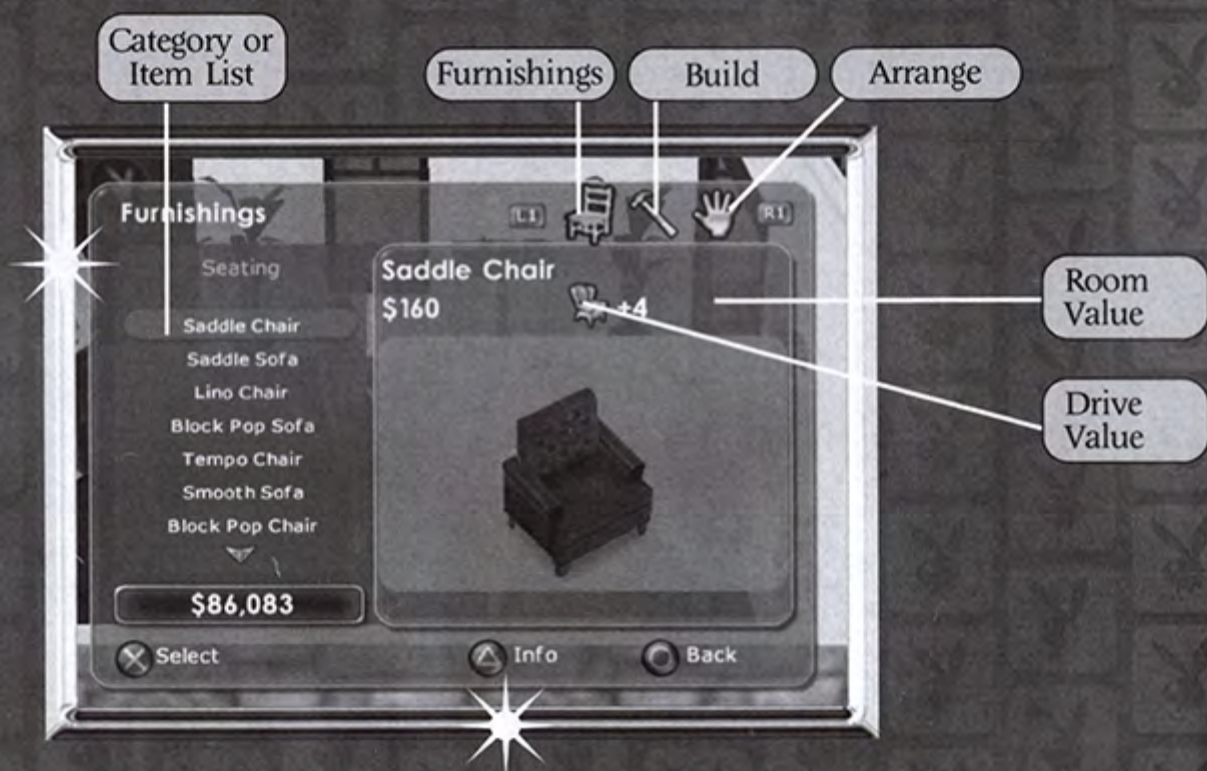 Category or
Item List
Furnishings
Build
Arrange
Furnishings
L1
R1
Seating
Saddle Chair
$160
+4
Saddle Chair
Saddle Sofa
Lino Chair
Block Pop Sofa
Tempo Chair
Smooth Sofa
Block Pop Chair
$86,083
Select
Info
Back
Room
Value
Drive
Value